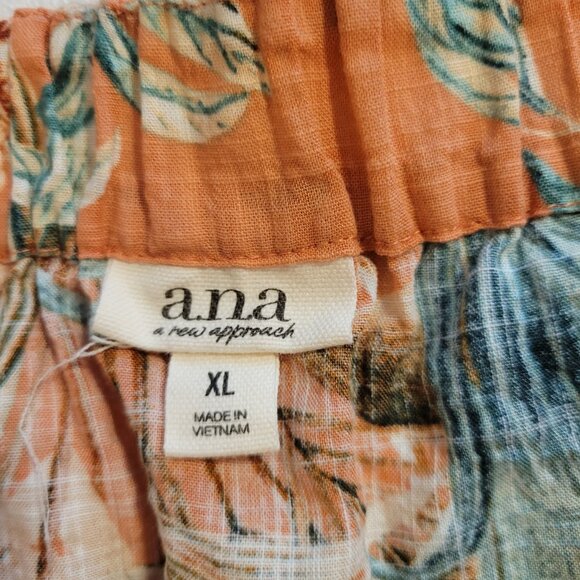 a.n.a
a new approach
XL
MADE IN
VIETNAM